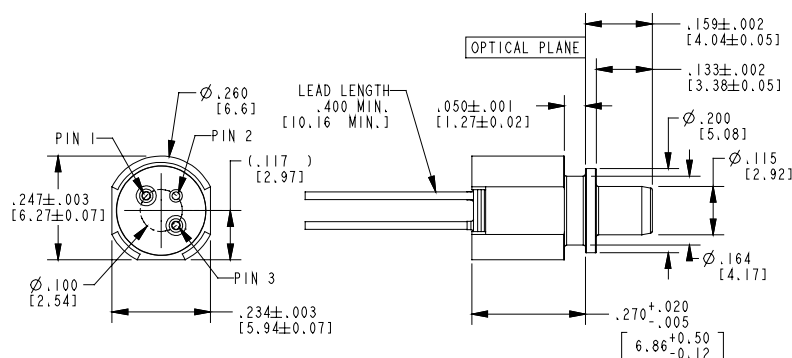 .159±.002
[4.04±0.05]
OPTICAL PLANE
.133±.002
[3.38±0.05]
Ø.260
[6.6]
LEAD LENGTH
.400 MIN.
[10.16 MIN.]
.050±.001
[1.27±0.02]
Ø.200
[5.08]
PIN 1
PIN 2
(.117 )
[2.97]
Ø.115
[2.92]
.247±.003
[6.27±0.07]
Ø.164
[4.17]
Ø.100
[2.54]
PIN 3
.234±.003
[5.94±0.07]
.270+.020
-.005
[6.86+0.50
-0.12]